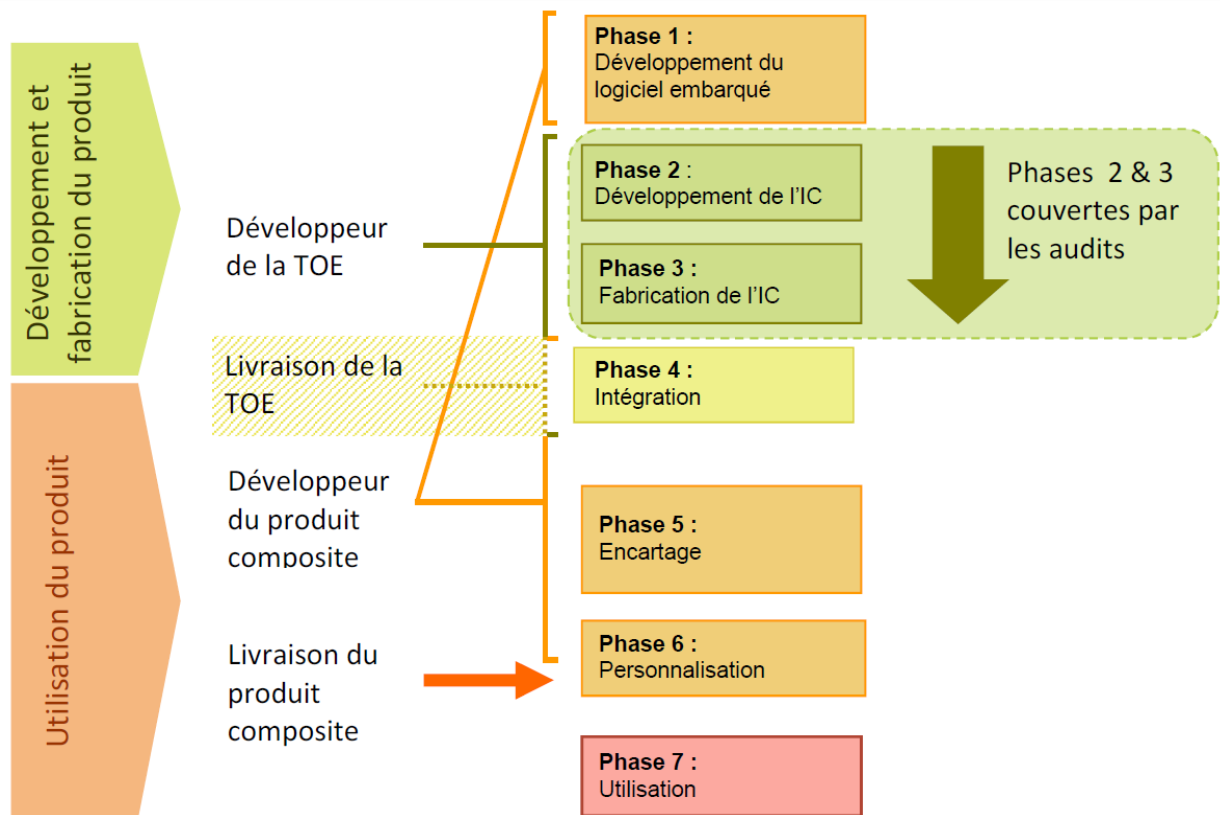 Développement et
fabrication du produit
Utilisation du produit
Développeur
de la TOE
Livraison de la
TOE
Développeur
du produit
composite
Livraison du
produit
composite
Phase 1 :
Développement du
logiciel embarqué
Phase 2 :
Développement de l'IC
Phase 3 :
Fabrication de l'IC
Phases 2 & 3
couvertes par
les audits
Phase 4 :
Intégration
Phase 5 :
Encartage
Phase 6 :
Personnalisation
Phase 7 :
Utilisation